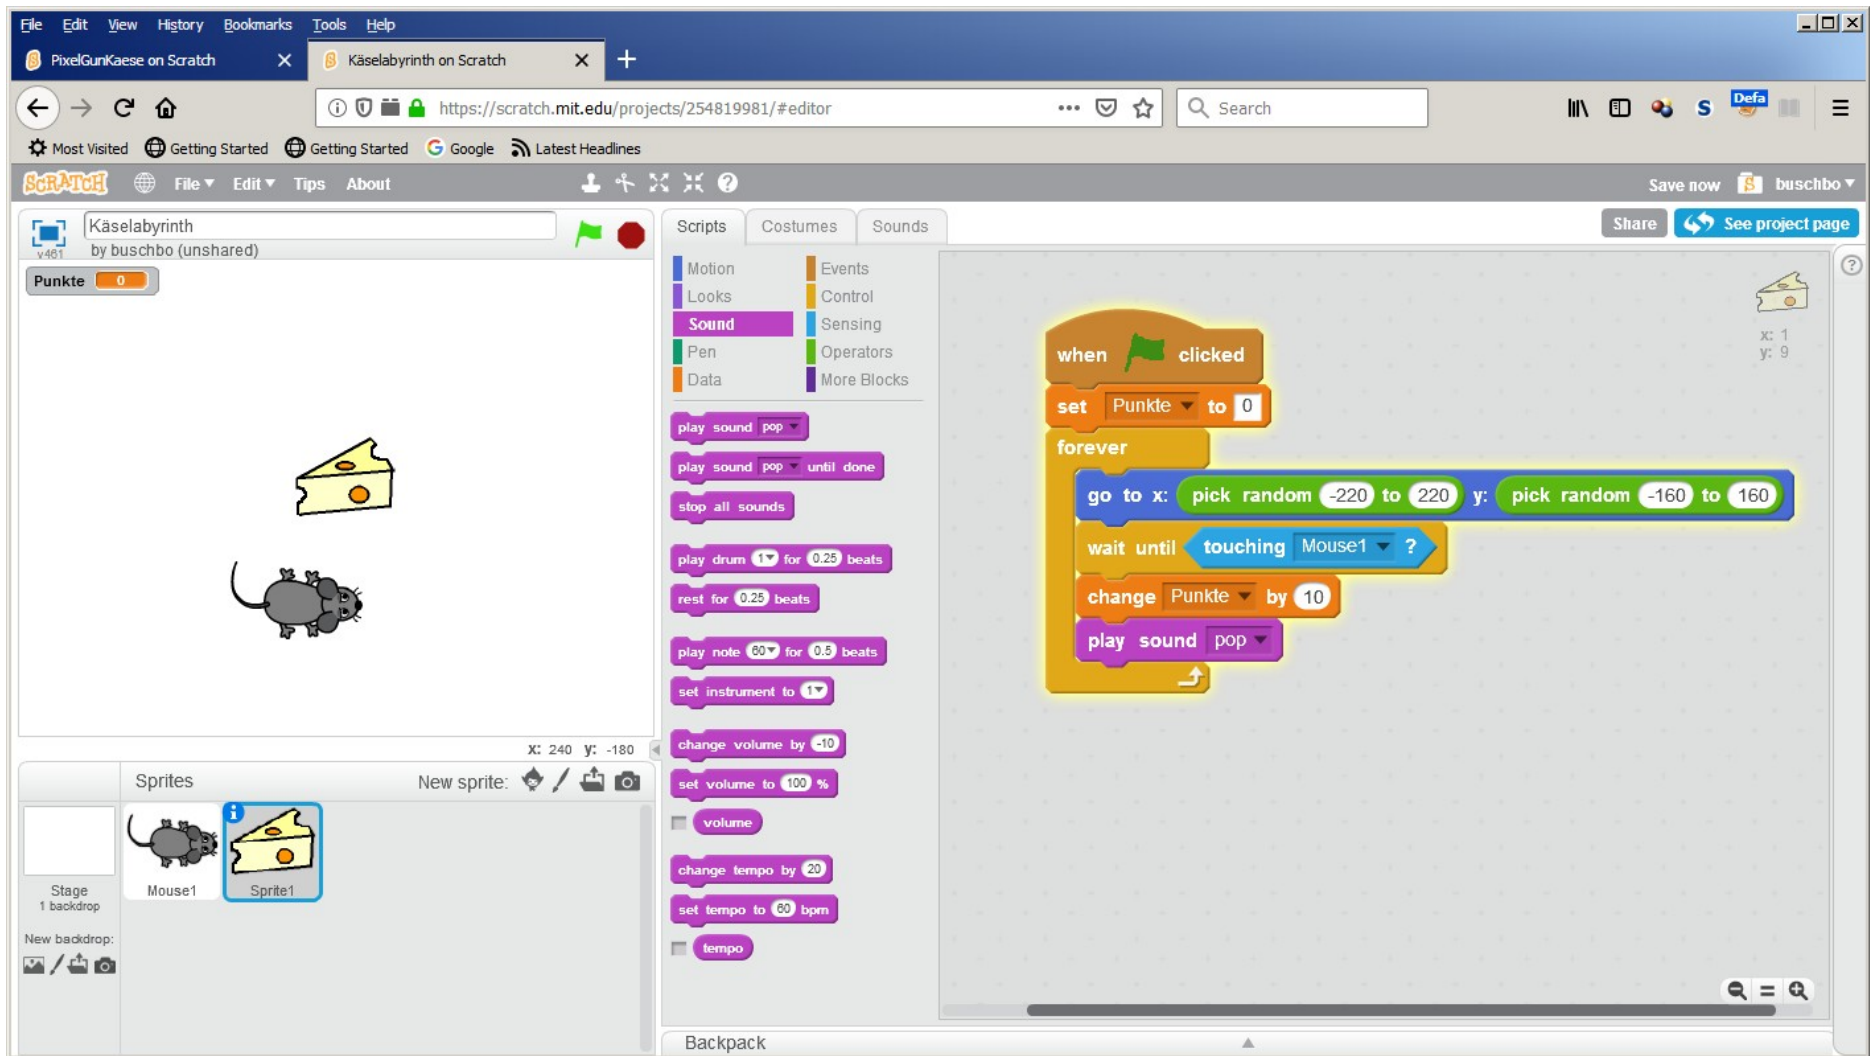 File Edit View History Bookmarks Tools Help
PixelGunKaese on Scratch
Käselabyrinth on Scratch
https://scratch.mit.edu/projects/254819981/#editor
Search
Defa
Most Visited Getting Started Getting Started Google Latest Headlines
SCRATCH File Edit Tips About
Save now buschbo
Käselabyrinth
v461 by buschbo (unshared)
Punkte 0
x: 240 y: -180
Sprites New sprite:
Stage
1 backdrop
New backdrop:
Mouse1
Sprite1
Scripts Costumes Sounds
Share See project page
Motion Events
Looks Control
Sound Sensing
Pen Operators
Data More Blocks
play sound pop
play sound pop until done
stop all sounds
play drum 1 for 0.25 beats
rest for 0.25 beats
play note 60 for 0.5 beats
set instrument to 1
change volume by -10
set volume to 100 %
volume
change tempo by 20
set tempo to 60 bpm
tempo
x: 1
y: 9
when clicked
set Punkte to 0
forever
go to x: pick random -220 to 220 y: pick random -160 to 160
wait until touching Mouse1 ?
change Punkte by 10
play sound pop
Backpack